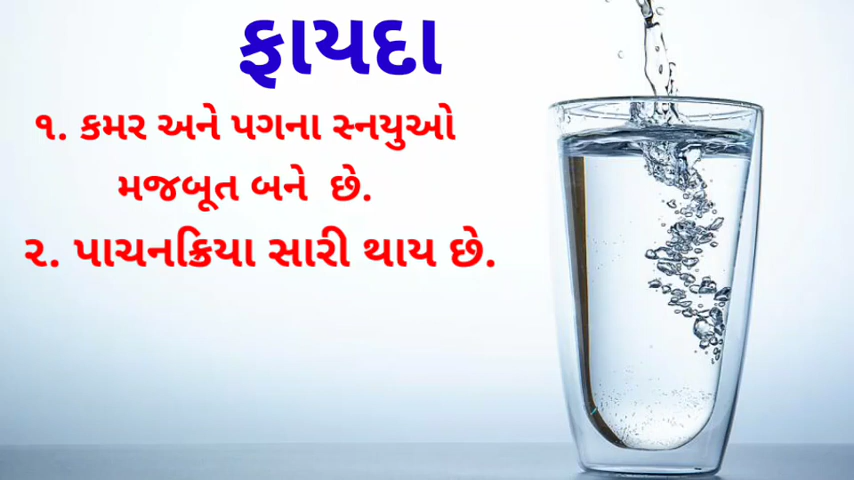 ફાયદા
૧. કમર અને પગના સ્નયુઓ
મજબૂત બને છે.
૨. પાચનક્રિયા સારી થાય છે.